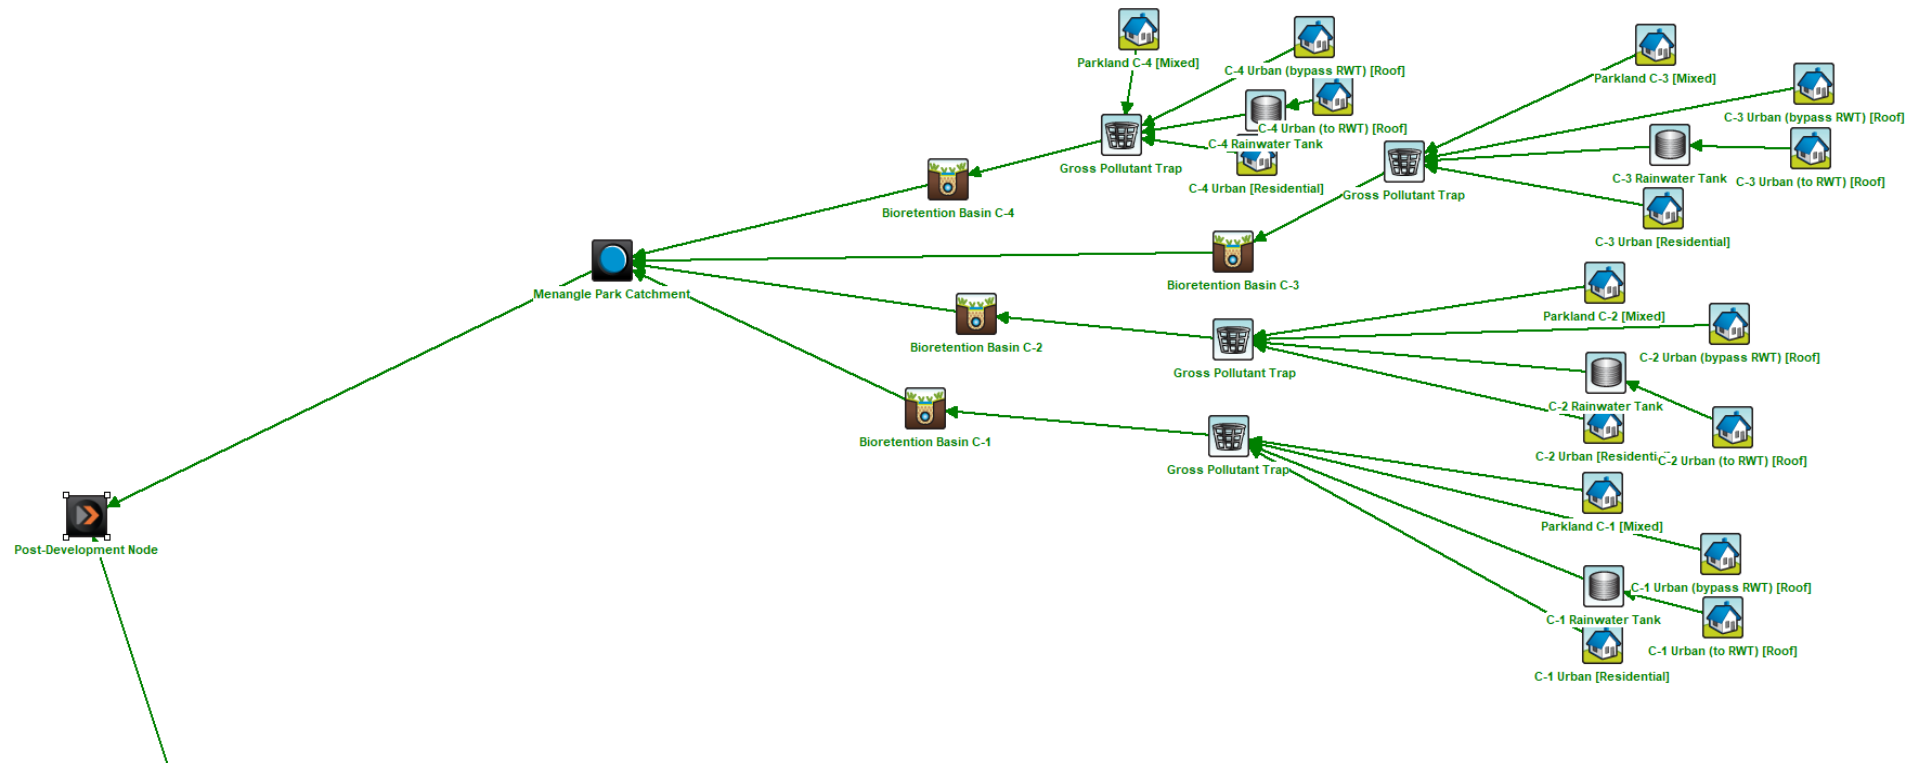 Parkland C-4 [Mixed]
C-4 Urban (bypass RWT) [Roof]
Parkland C-3 [Mixed]
C-3 Urban (bypass RWT) [Roof]
C-4 Urban (to RWT) [Roof]
C-4 Rainwater Tank
Gross Pollutant Trap
C-4 Urban [Residential]
C-3 Rainwater Tank
C-3 Urban (to RWT) [Roof]
Gross Pollutant Trap
Bioretention Basin C-4
C-3 Urban [Residential]
Bioretention Basin C-3
Menangle Park Catchment
Parkland C-2 [Mixed]
Bioretention Basin C-2
C-2 Urban (bypass RWT) [Roof]
Gross Pollutant Trap
C-2 Rainwater Tank
Bioretention Basin C-1
C-2 Urban
C-2 Urban (to RWT) [Roof]
Gross Pollutant Trap
Parkland C-1 [Mixed]
Post-Development Node
C-1 Urban (bypass RWT) [Roof]
C-1 Rainwater Tank
C-1 Urban (to RWT) [Roof]
C-1 Urban [Residential]